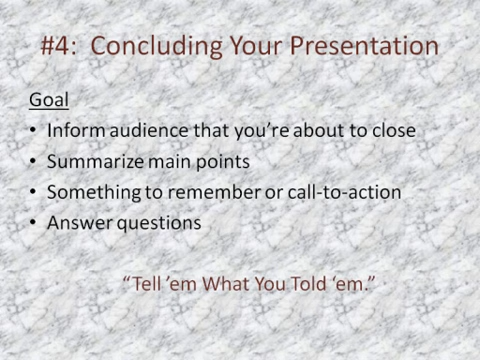 #4: Concluding Your Presentation
Goal
• Inform audience that you’re about to close
• Summarize main points
• Something to remember or call-to-action
• Answer questions
“Tell ’em What You Told ‘em.”